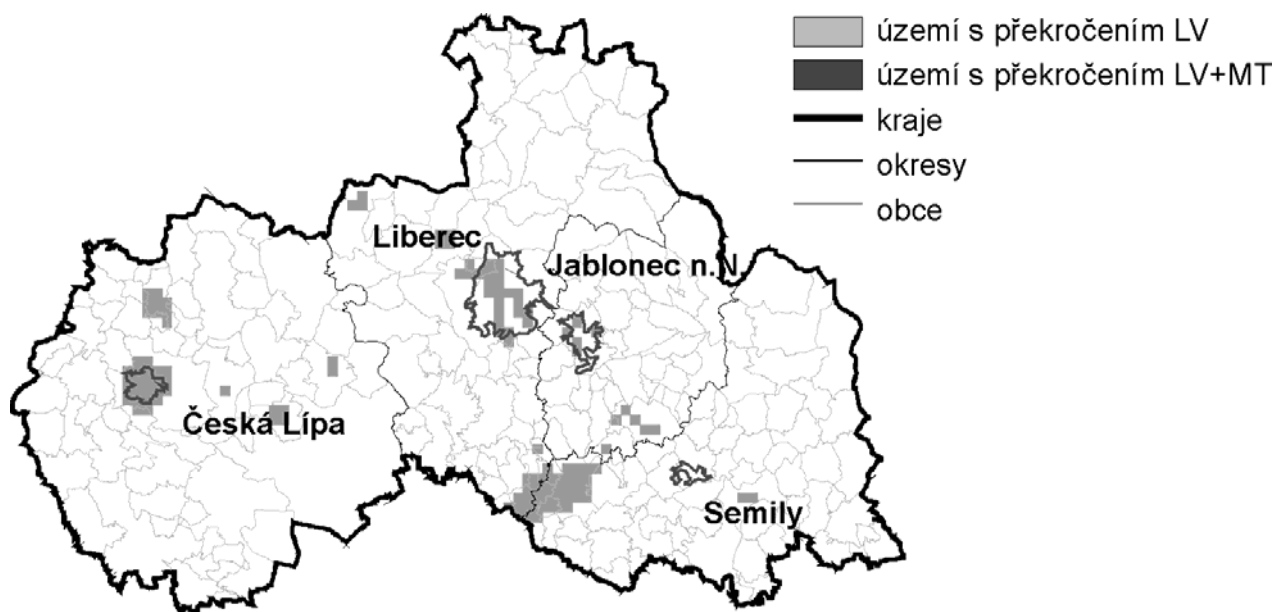 území s překročením LV
území s překročením LV+MT
kraje
okresy
obce
Liberec
Jablonec n.N.
Česká Lípa
Semily